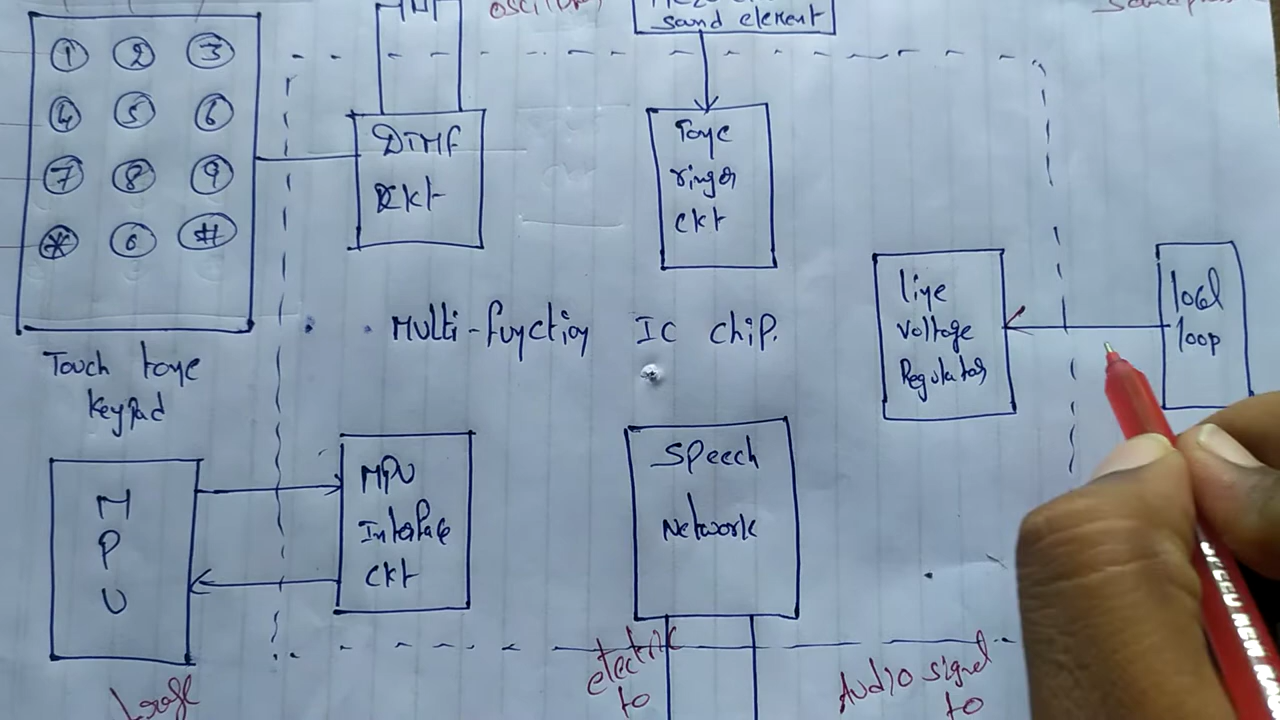 sand element
1 2 3
4 5 6
7 8 9
* 0 #
DTMF
CKt
Tone
ringer
CKt
line
Voltage
Regulator
local
loop
Multi-function IC chip.
Touch tone
keypad
M
P
U
MPU
Interface
CKt
Speech
Network
electric
to
Audio signal
to